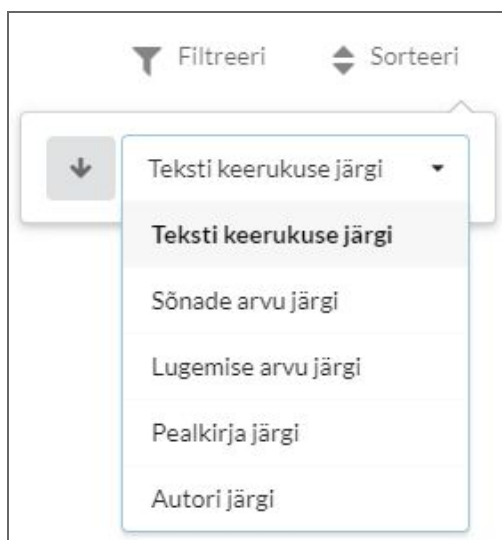 Filtreeri Sorteeri
Teksti keerukuse järgi
Teksti keerukuse järgi
Sõnade arvu järgi
Lugemise arvu järgi
Pealkirja järgi
Autori järgi